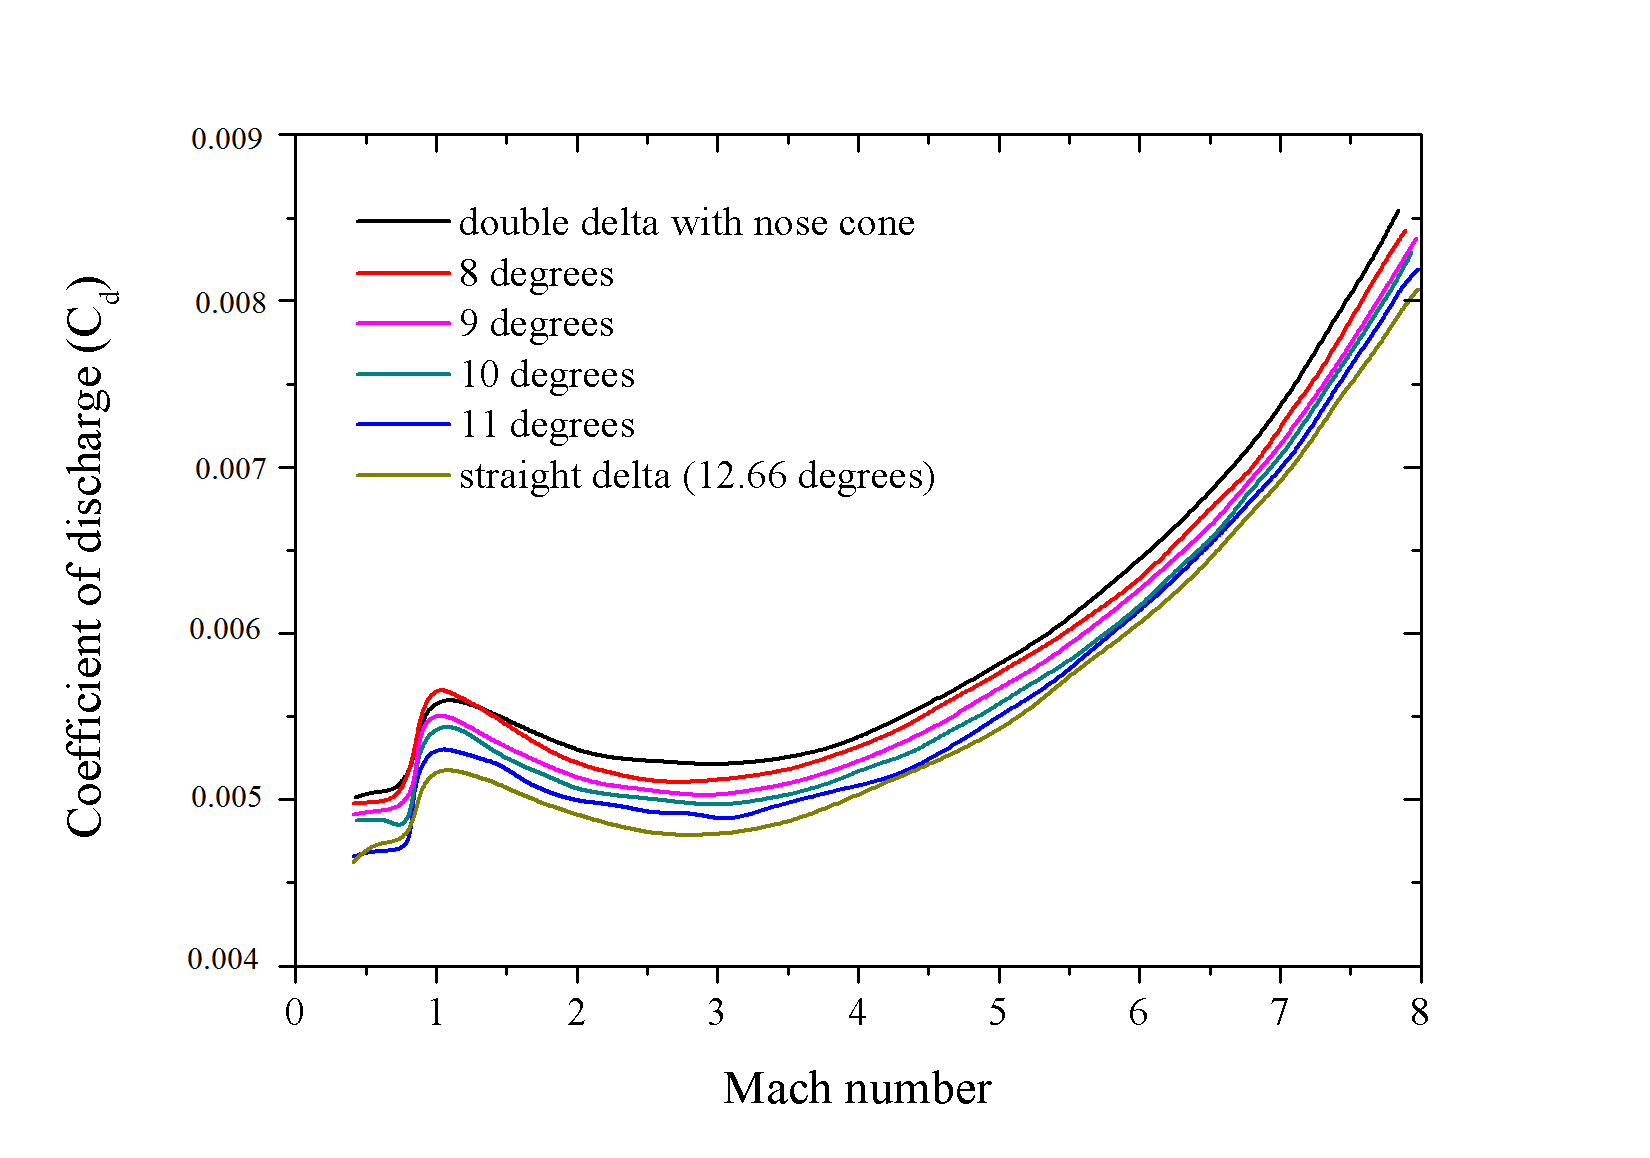 0.009
0.008
0.007
0.006
0.005
0.004
Coefficient of discharge (Cd)
double delta with nose cone
8 degrees
9 degrees
10 degrees
11 degrees
straight delta (12.66 degrees)
0 1 2 3 4 5 6 7 8
Mach number